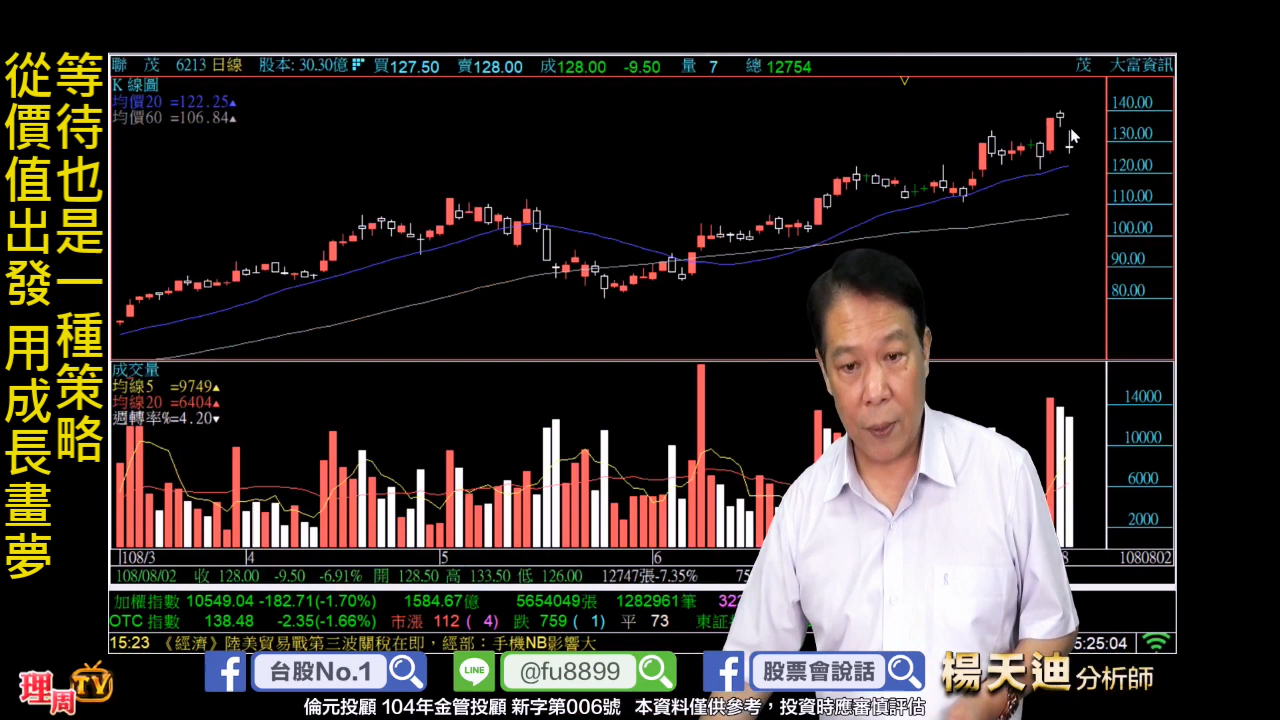 等待也是一種策略
從價值出發 用成長畫夢
聯 茂 6213 日線 股本: 30.30億 買127.50 賣128.00 成128.00 -9.50 量 7 總 12754 茂 大富資訊
K 線圖
均價20 =122.25▲
均價60 =106.84▲
140.00
130.00
120.00
110.00
100.00
90.00
80.00
成交量
均線5 =9749▲
均線20 =6404▲
週轉率%=4.20▼
14000
10000
6000
2000
108/3 4 5 6 8 1080802
108/08/02 收 128.00 -9.50 -6.91% 開 128.50 高 133.50 低 126.00 12747張-7.35% 75
加權指數 10549.04 -182.71(-1.70%) 1584.67億 5654049張 1282961筆 322
OTC 指數 138.48 -2.35(-1.66%) 市漲 112 ( 4) 跌 759 ( 1) 平 73 東証
15:23 《經濟》陸美貿易戰第三波關稅在即，經部：手機NB影響大 5:25:04
理周TV
台股No.1
LINE @fu8899
股票會說話
楊天迪 分析師
倫元投顧 104年金管投顧 新字第006號 本資料僅供參考，投資時應審慎評估